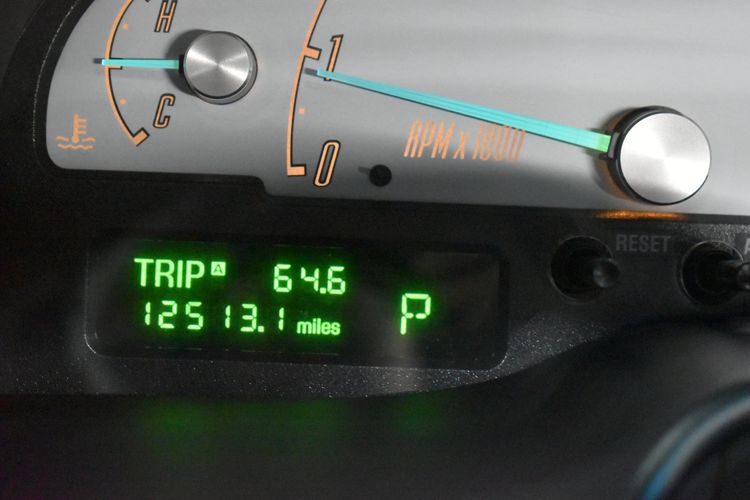 H
C
1
0
RPM x 1000
RESET
TRIP A 64.6
12513.1 miles
P